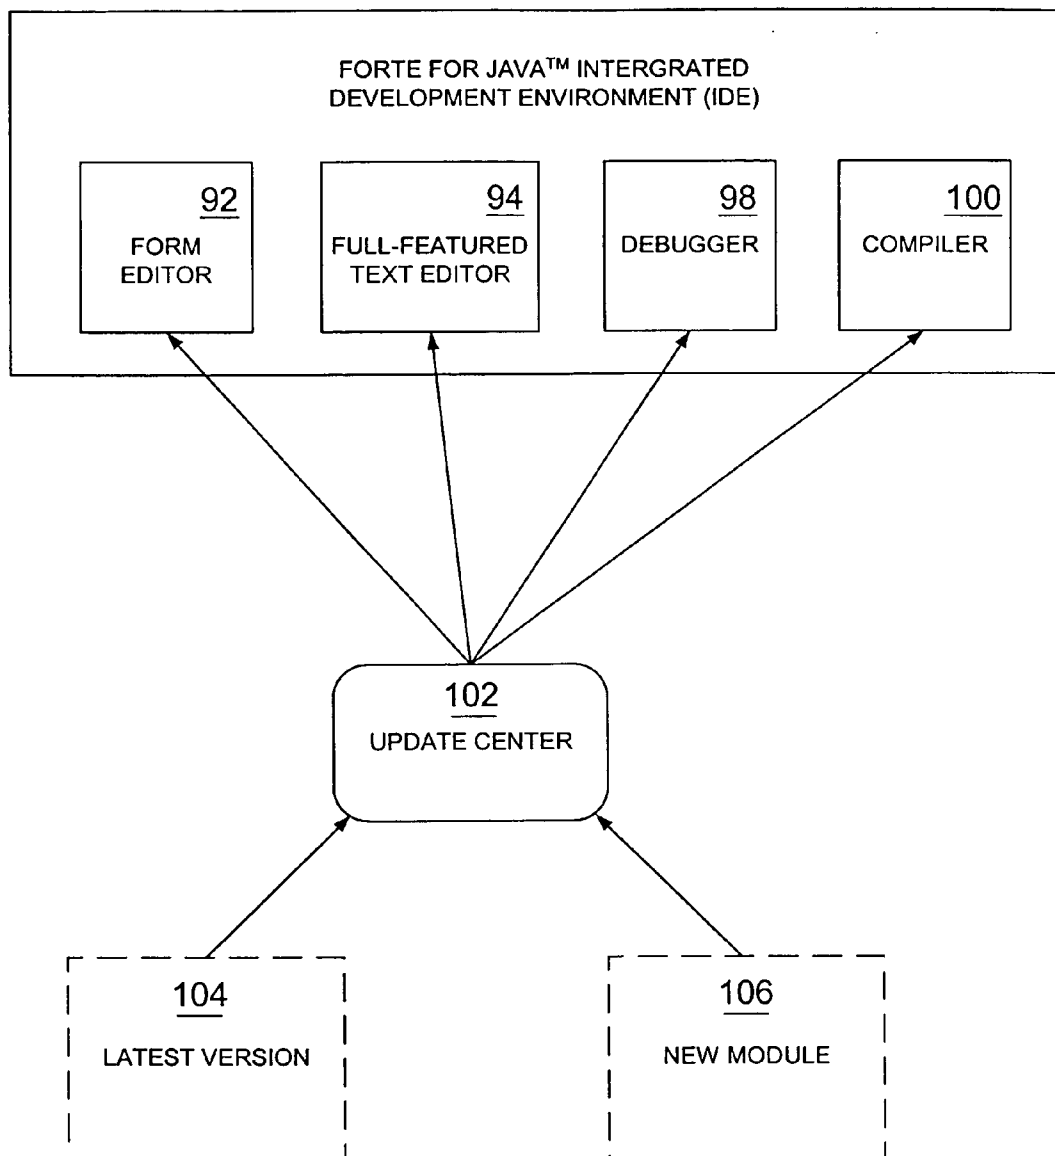 FORTE FOR JAVA™ INTERGRATED
DEVELOPMENT ENVIRONMENT (IDE)
92
FORM
EDITOR
94
FULL-FEATURED
TEXT EDITOR
98
DEBUGGER
100
COMPILER
102
UPDATE CENTER
104
LATEST VERSION
106
NEW MODULE